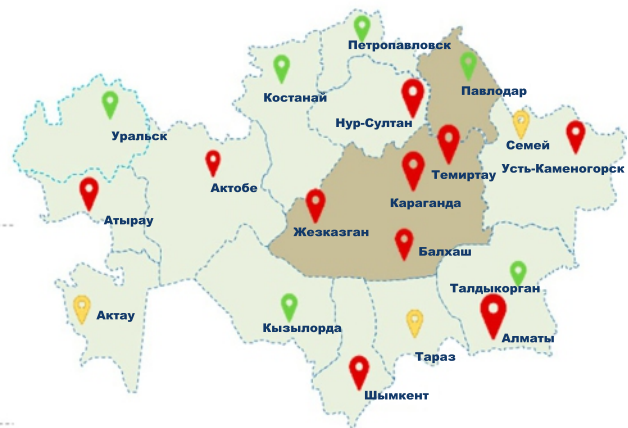 Петропавловск
Костанай
Павлодар
Нур-Султан
Уральск
Семей
Усть-Каменогорск
Темиртау
Актобе
Караганда
Атырау
Жезказган
Балхаш
Талдыкорган
Актау
Кызылорда
Алматы
Тараз
Шымкент